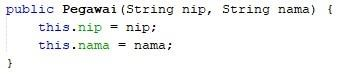 public Pegawai(String nip, String nama) {
this.nip = nip;
this.nama = nama;
}